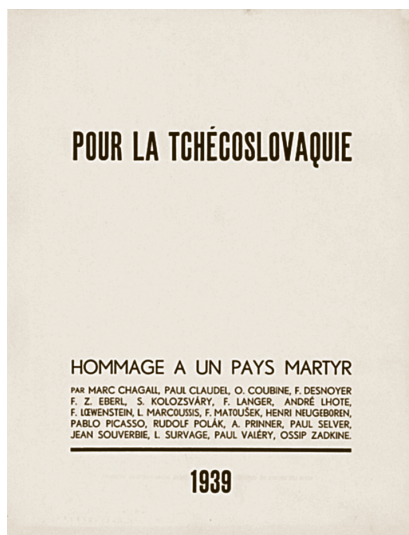 POUR LA TCHÉCOSLOVAQUIE
HOMMAGE A UN PAYS MARTYR
PAR MARC CHAGALL, PAUL CLAUDEL, O. COUBINE, F. DESNOYER
F. Z. EBERL, S. KOLOZSVÁRY, F. LANGER, ANDRÉ LHOTE,
F. LŒWENSTEIN, L. MARCOUSSIS, F. MATOUŠEK, HENRI NEUGEBOREN,
PABLO PICASSO, RUDOLF POLÁK, A. PRINNER, PAUL SELVER,
JEAN SOUVERBIE, L. SURVAGE, PAUL VALÉRY, OSSIP ZADKINE.
1939